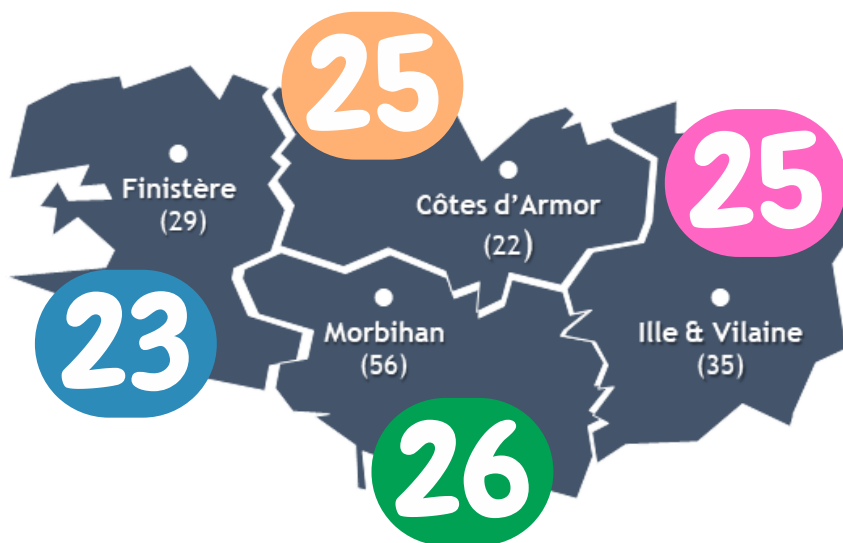 25
25
Finistère
(29)
Côtes d'Armor
(22)
23
Morbihan
(56)
Ille & Vilaine
(35)
26